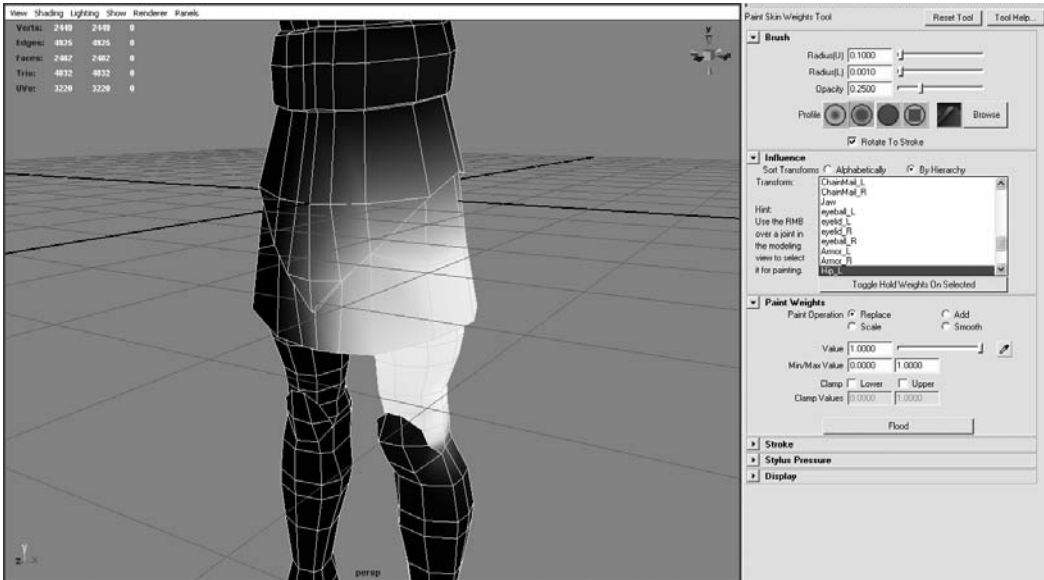 View Shading Lighting Show Renderer Panels
Verts: 2449 2449 0
Edges: 4825 4825 0
Faces: 2402 2402 0
Tris: 4032 4032 0
UVs: 3220 3220 0
y
y
z x
persp
Paint Skin Weights Tool
Reset Tool Tool Help...
Brush
Radius(U) 0.1000
Radius(L) 0.0010
Opacity 0.2500
Profile Browse
Rotate To Stroke
Influence
Sort Transforms Alphabetically By Hierarchy
Transform:
ChainMail_L
ChainMail_R
Jaw
eyeball_L
eyelid_L
eyelid_R
eyeball_R
Armor_L
Armor_R
Hip_L
Hint:
Use the RMB
over a joint in
the modeling
view to select
it for painting.
Toggle Hold Weights On Selected
Paint Weights
Paint Operation Replace Add
Scale Smooth
Value 1.0000
Min/Max Value 0.0000 1.0000
Clamp Lower Upper
Clamp Values 0.0000 1.0000
Flood
Stroke
Stylus Pressure
Display